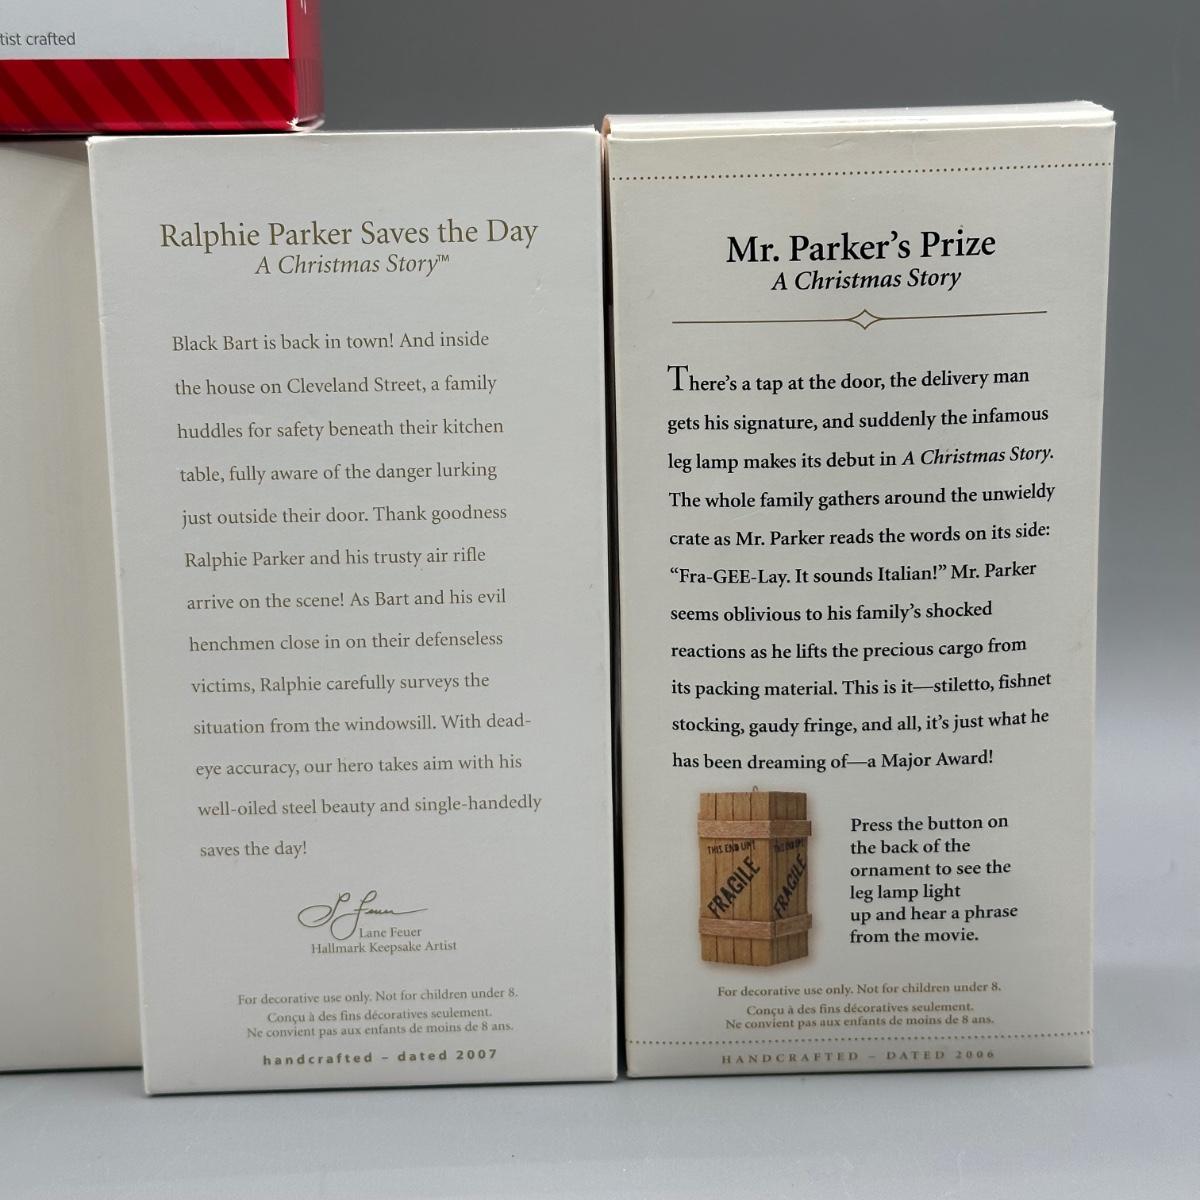 tist crafted
Ralphie Parker Saves the Day
A Christmas Story™
Black Bart is back in town! And inside
the house on Cleveland Street, a family
huddles for safety beneath their kitchen
table, fully aware of the danger lurking
just outside their door. Thank goodness
Ralphie Parker and his trusty air rifle
arrive on the scene! As Bart and his evil
henchmen close in on their defenseless
victims, Ralphie carefully surveys the
situation from the windowsill. With dead-
eye accuracy, our hero takes aim with his
well-oiled steel beauty and single-handedly
saves the day!
Lane Feuer
Hallmark Keepsake Artist
For decorative use only. Not for children under 8.
Conçu à des fins décoratives seulement.
Ne convient pas aux enfants de moins de 8 ans.
handcrafted – dated 2007
Mr. Parker's Prize
A Christmas Story
There's a tap at the door, the delivery man
gets his signature, and suddenly the infamous
leg lamp makes its debut in A Christmas Story.
The whole family gathers around the unwieldy
crate as Mr. Parker reads the words on its side:
"Fra-GEE-Lay. It sounds Italian!" Mr. Parker
seems oblivious to his family's shocked
reactions as he lifts the precious cargo from
its packing material. This is it—stiletto, fishnet
stocking, gaudy fringe, and all, it's just what he
has been dreaming of—a Major Award!
THIS END UP!
FRAGILE
THIS END UP!
FRAGILE
Press the button on
the back of the
ornament to see the
leg lamp light
up and hear a phrase
from the movie.
For decorative use only. Not for children under 8.
Conçu à des fins décoratives seulement.
Ne convient pas aux enfants de moins de 8 ans.
HANDCRAFTED – DATED 2006